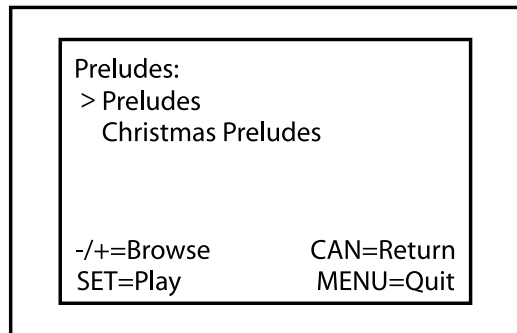 Preludes:
> Preludes
Christmas Preludes
-/+=Browse CAN=Return
SET=Play MENU=Quit